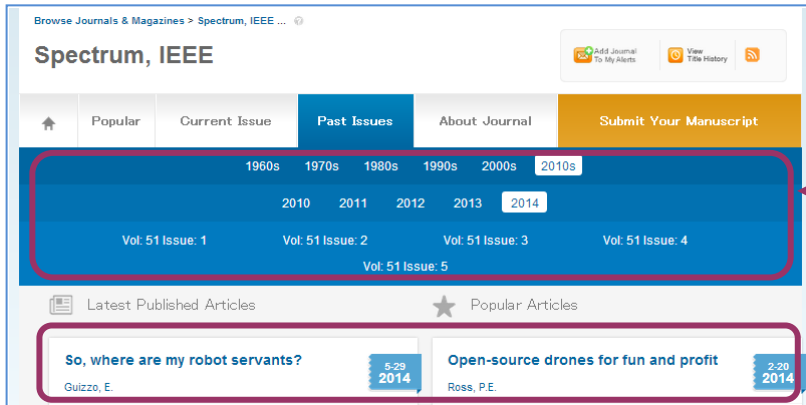 Browse Journals & Magazines > Spectrum, IEEE ...
Spectrum, IEEE
Add Journal
To My Alerts
View
Title History
Popular
Current Issue
Past Issues
About Journal
Submit Your Manuscript
1960s 1970s 1980s 1990s 2000s 2010s
2010 2011 2012 2013 2014
Vol: 51 Issue: 1 Vol: 51 Issue: 2 Vol: 51 Issue: 3 Vol: 51 Issue: 4
Vol: 51 Issue: 5
Latest Published Articles
Popular Articles
So, where are my robot servants?
5-29
2014
Guizzo, E.
Open-source drones for fun and profit
2-20
2014
Ross, P.E.